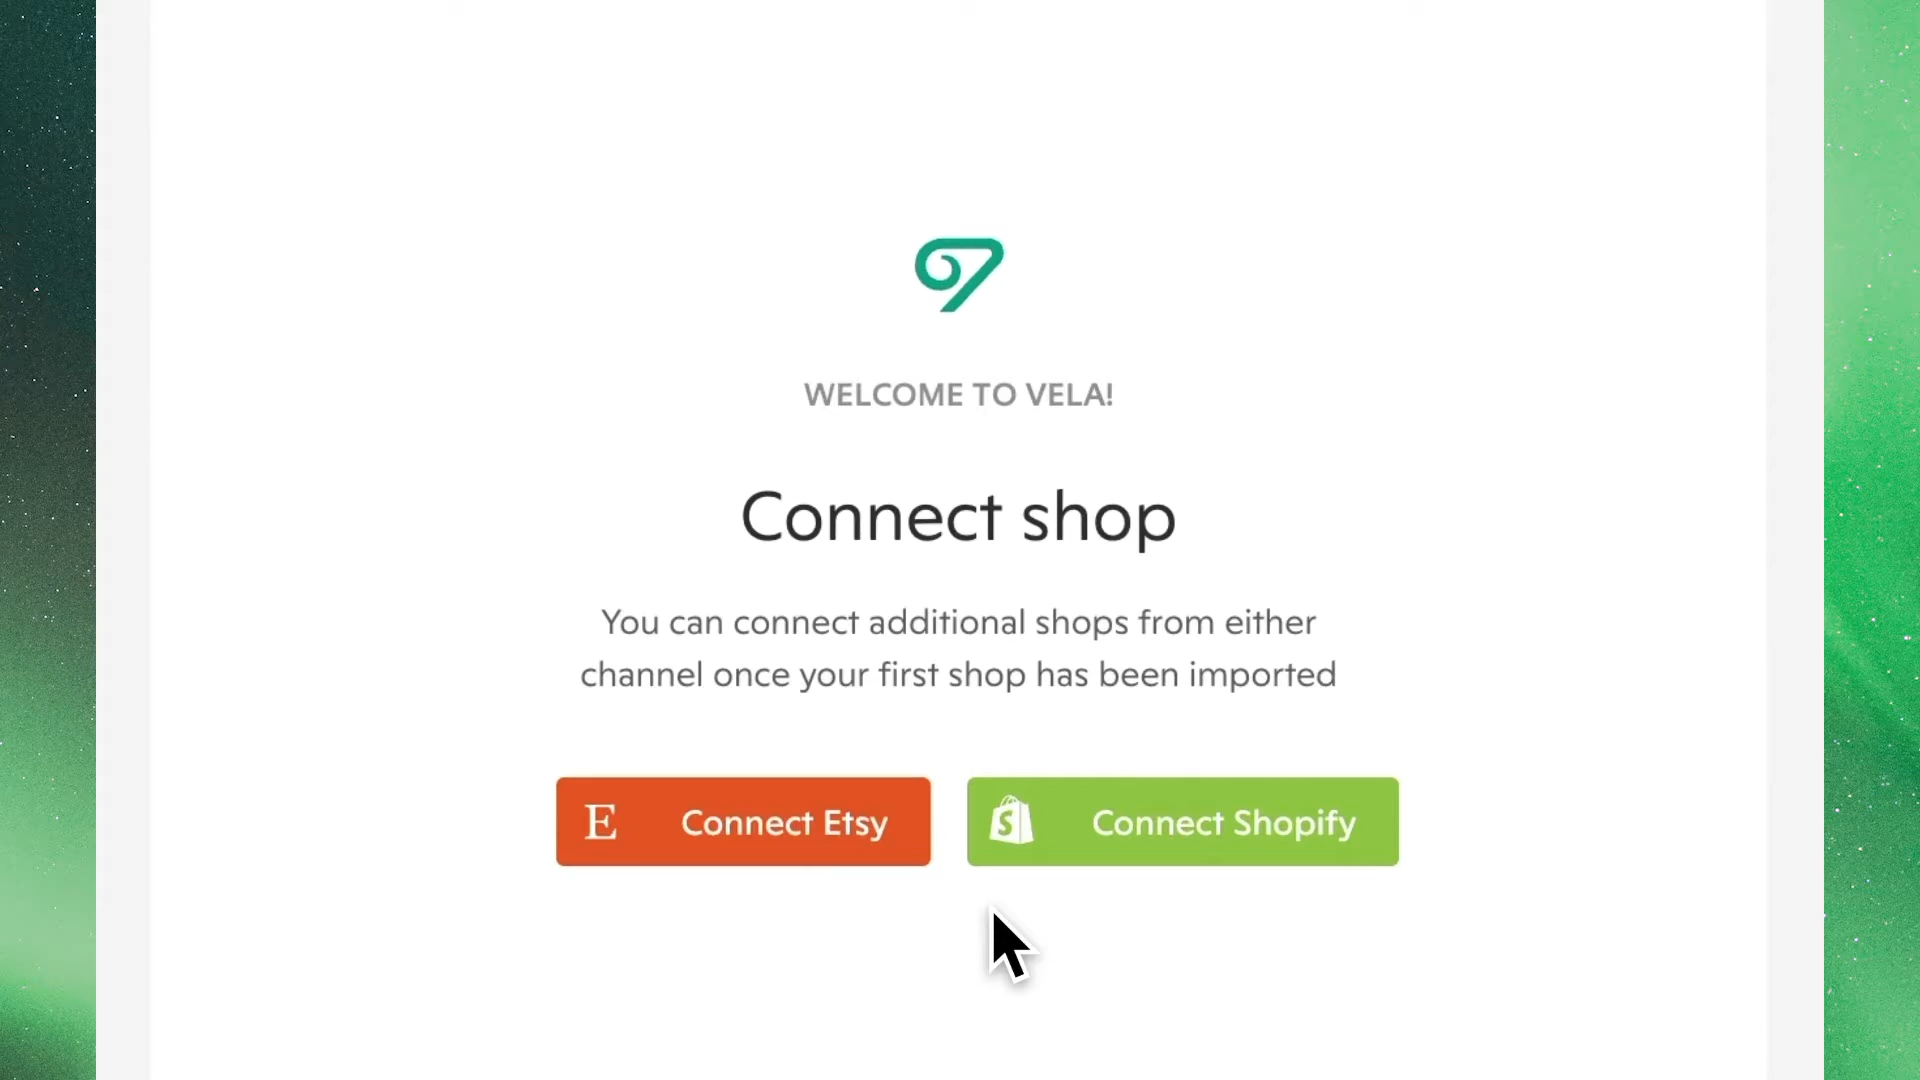 WELCOME TO VELA!
Connect shop
You can connect additional shops from either
channel once your first shop has been imported
E Connect Etsy
S Connect Shopify